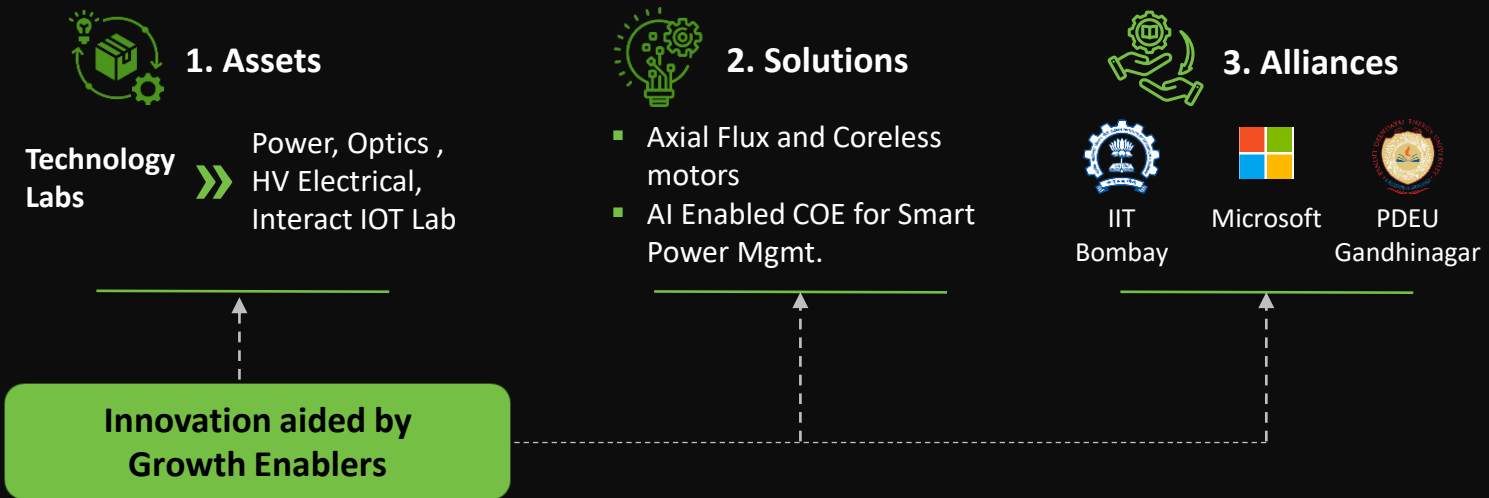 1. Assets
Technology
Labs
Power, Optics ,
HV Electrical,
Interact IOT Lab
2. Solutions
▪ Axial Flux and Coreless
motors
▪ AI Enabled COE for Smart
Power Mgmt.
3. Alliances
IIT
Bombay
Microsoft
PDEU
Gandhinagar
Innovation aided by
Growth Enablers